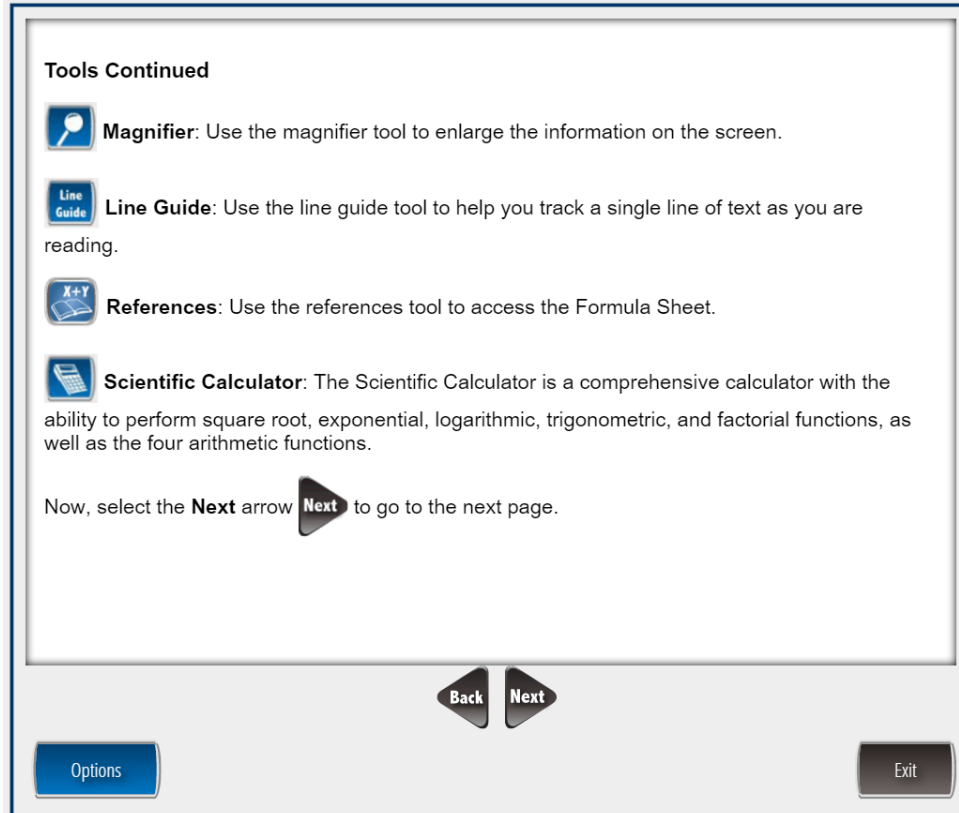 Tools Continued
Magnifier: Use the magnifier tool to enlarge the information on the screen.
Line
Guide
Line Guide: Use the line guide tool to help you track a single line of text as you are
reading.
X+Y
References: Use the references tool to access the Formula Sheet.
Scientific Calculator: The Scientific Calculator is a comprehensive calculator with the
ability to perform square root, exponential, logarithmic, trigonometric, and factorial functions, as
well as the four arithmetic functions.
Now, select the Next arrow Next to go to the next page.
Back Next
Options Exit